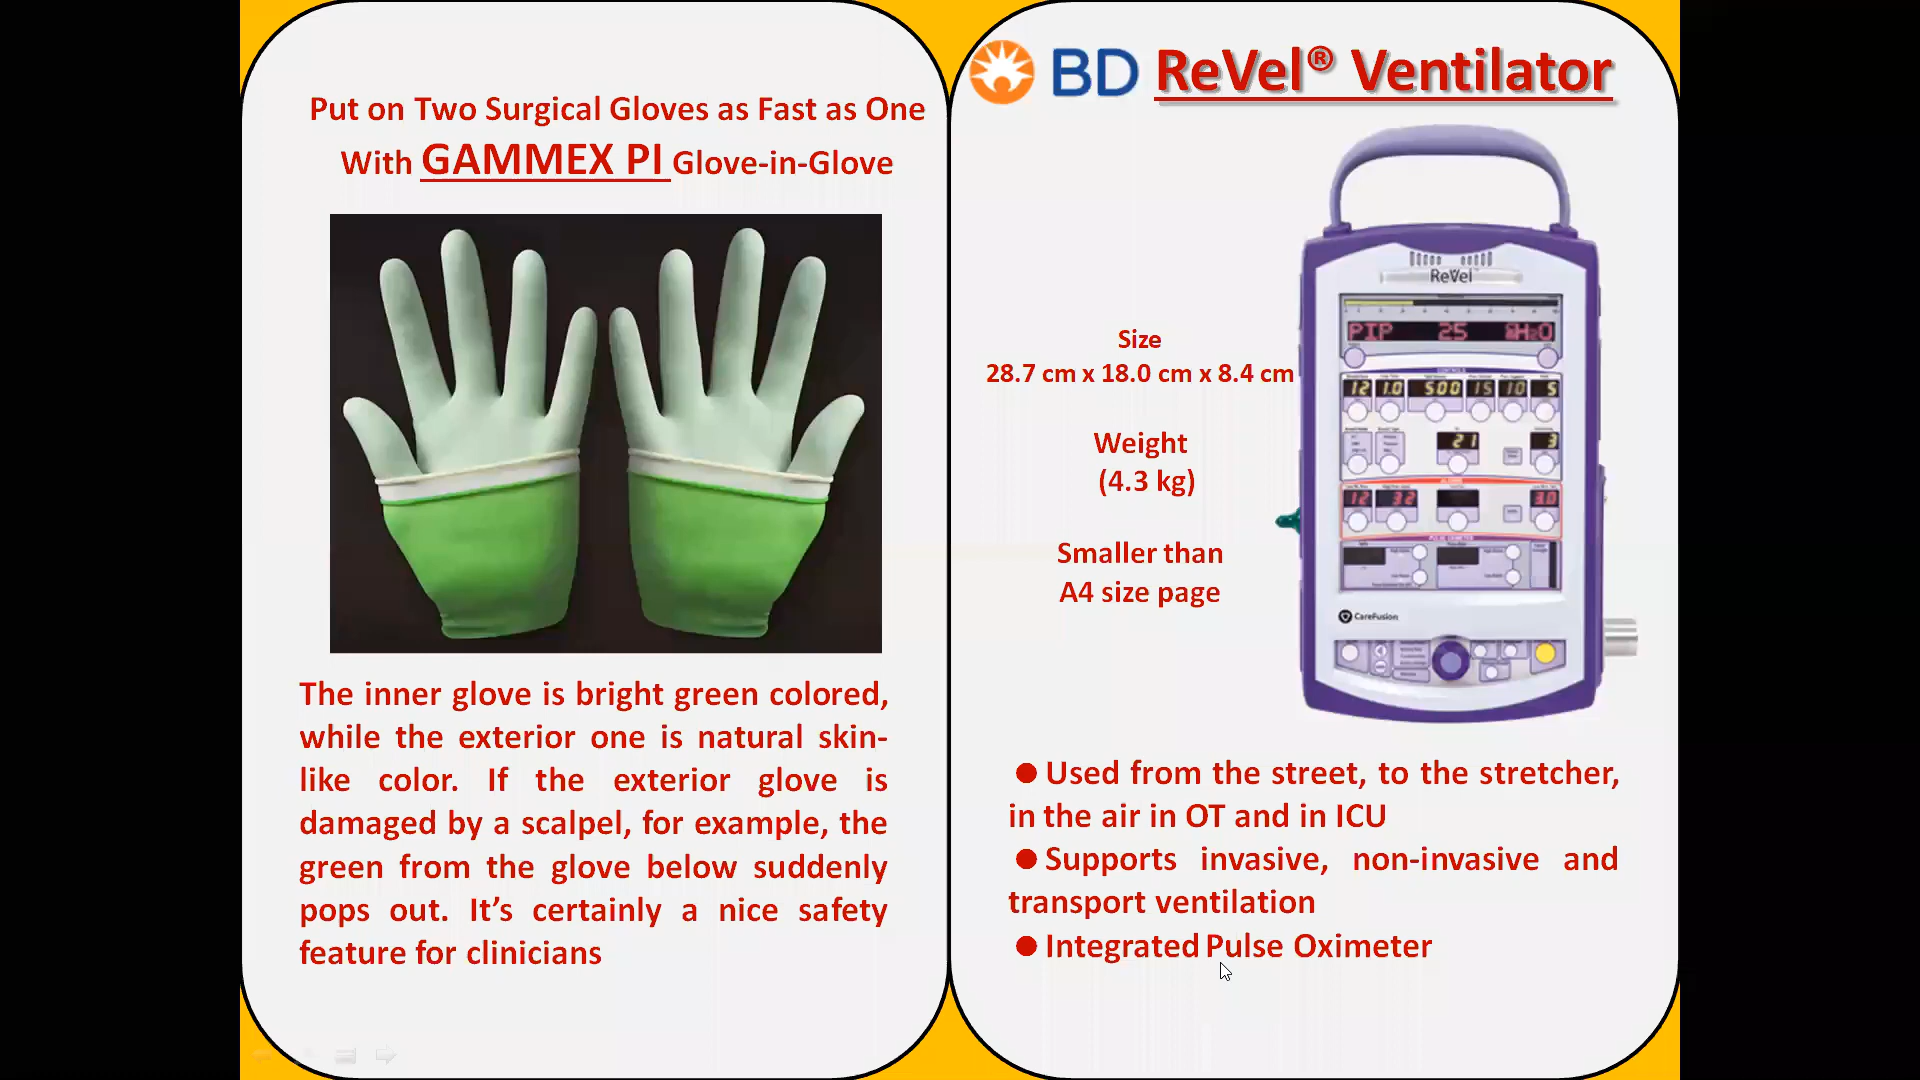 Put on Two Surgical Gloves as Fast as One
With GAMMEX PI Glove-in-Glove
The inner glove is bright green colored,
while the exterior one is natural skin-
like color. If the exterior glove is
damaged by a scalpel, for example, the
green from the glove below suddenly
pops out. It’s certainly a nice safety
feature for clinicians
BD ReVel® Ventilator
Size
28.7 cm x 18.0 cm x 8.4 cm
Weight
(4.3 kg)
Smaller than
A4 size page
ReVel
PIP 25 cmH2O
CONTROLS
12 1.0 500 15 10 5
21 3
ALARMS
12 32 3.0
PULSE OXIMETER
CareFusion
● Used from the street, to the stretcher,
in the air in OT and in ICU
● Supports invasive, non-invasive and
transport ventilation
● Integrated Pulse Oximeter